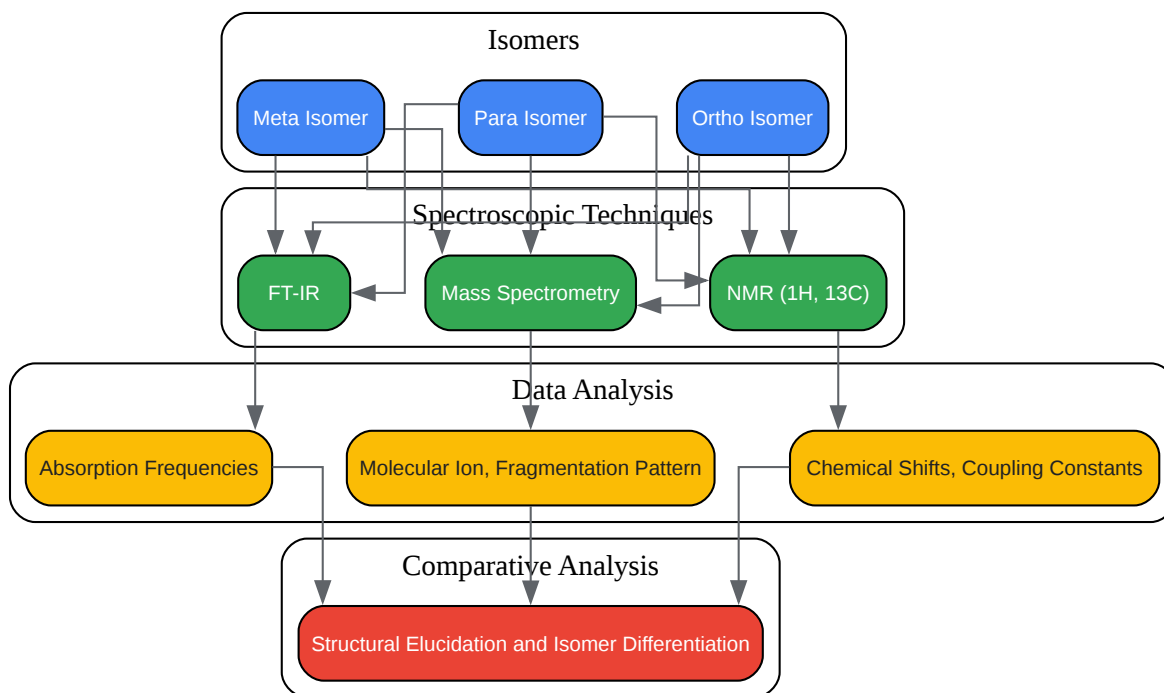 Isomers
Meta Isomer
Para Isomer
Ortho Isomer
Spectroscopic Techniques
FT-IR
Mass Spectrometry
NMR (1H, 13C)
Data Analysis
Absorption Frequencies
Molecular Ion, Fragmentation Pattern
Chemical Shifts, Coupling Constants
Comparative Analysis
Structural Elucidation and Isomer Differentiation